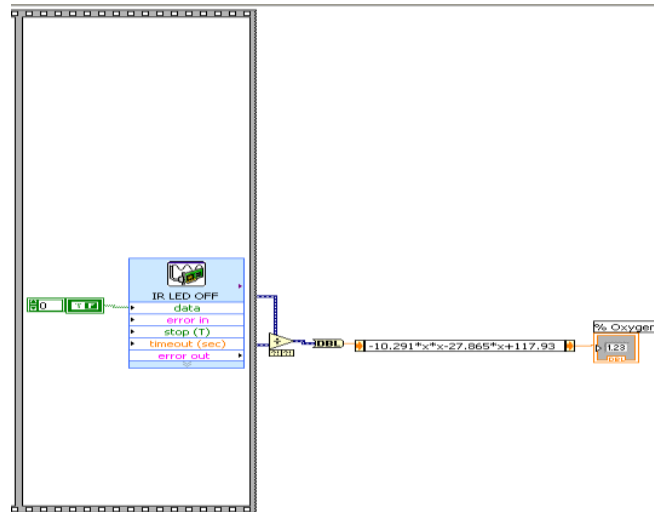 IR LED OFF
data
error in
stop (T)
timeout (sec)
error out
0
T F
DBL
-10.291*x*x-27.865*x+117.93
% Oxygen
1.23
DBL